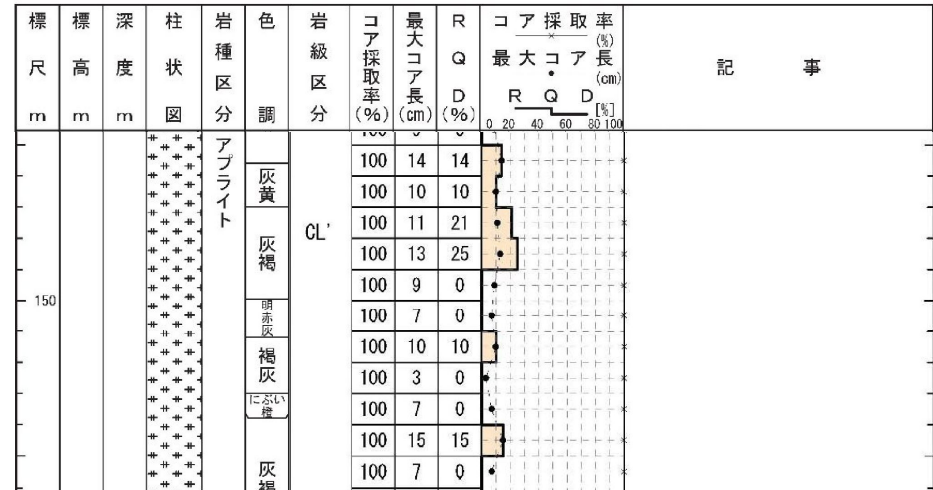 標尺m
標高m
深度m
柱状図
岩種区分
色調
岩級区分
コア採取率(%)
最大コア長(cm)
RQD(%)
コア採取率(%)
最大コア長(cm)
RQD[%]
0 20 40 60 80 100
記事
アプライト
100 14 14
灰黄
100 10 10
100 11 21
CL'
灰褐
100 13 25
100 9 0
150
明赤灰
100 7 0
100 10 10
褐灰
100 3 0
にぶい橙
100 7 0
100 15 15
灰褐
100 7 0